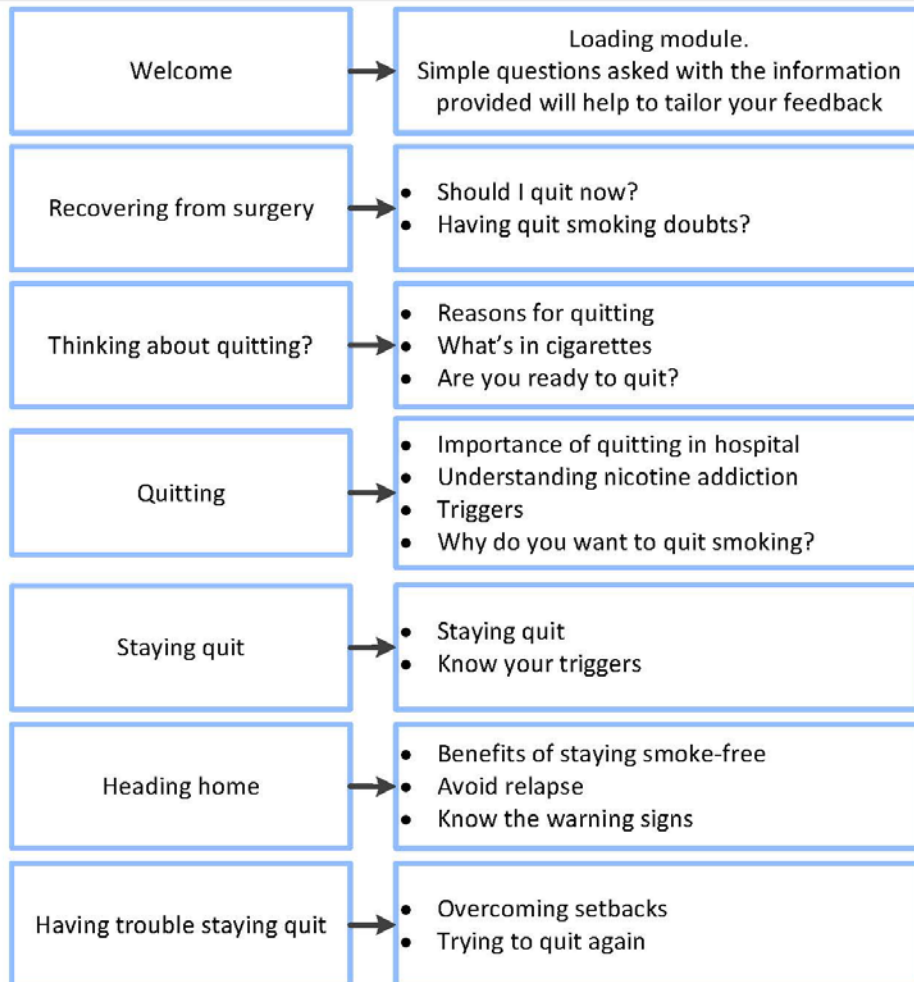 Welcome
Loading module.
Simple questions asked with the information
provided will help to tailor your feedback
Recovering from surgery
• Should I quit now?
• Having quit smoking doubts?
Thinking about quitting?
• Reasons for quitting
• What's in cigarettes
• Are you ready to quit?
Quitting
• Importance of quitting in hospital
• Understanding nicotine addiction
• Triggers
• Why do you want to quit smoking?
Staying quit
• Staying quit
• Know your triggers
Heading home
• Benefits of staying smoke-free
• Avoid relapse
• Know the warning signs
Having trouble staying quit
• Overcoming setbacks
• Trying to quit again